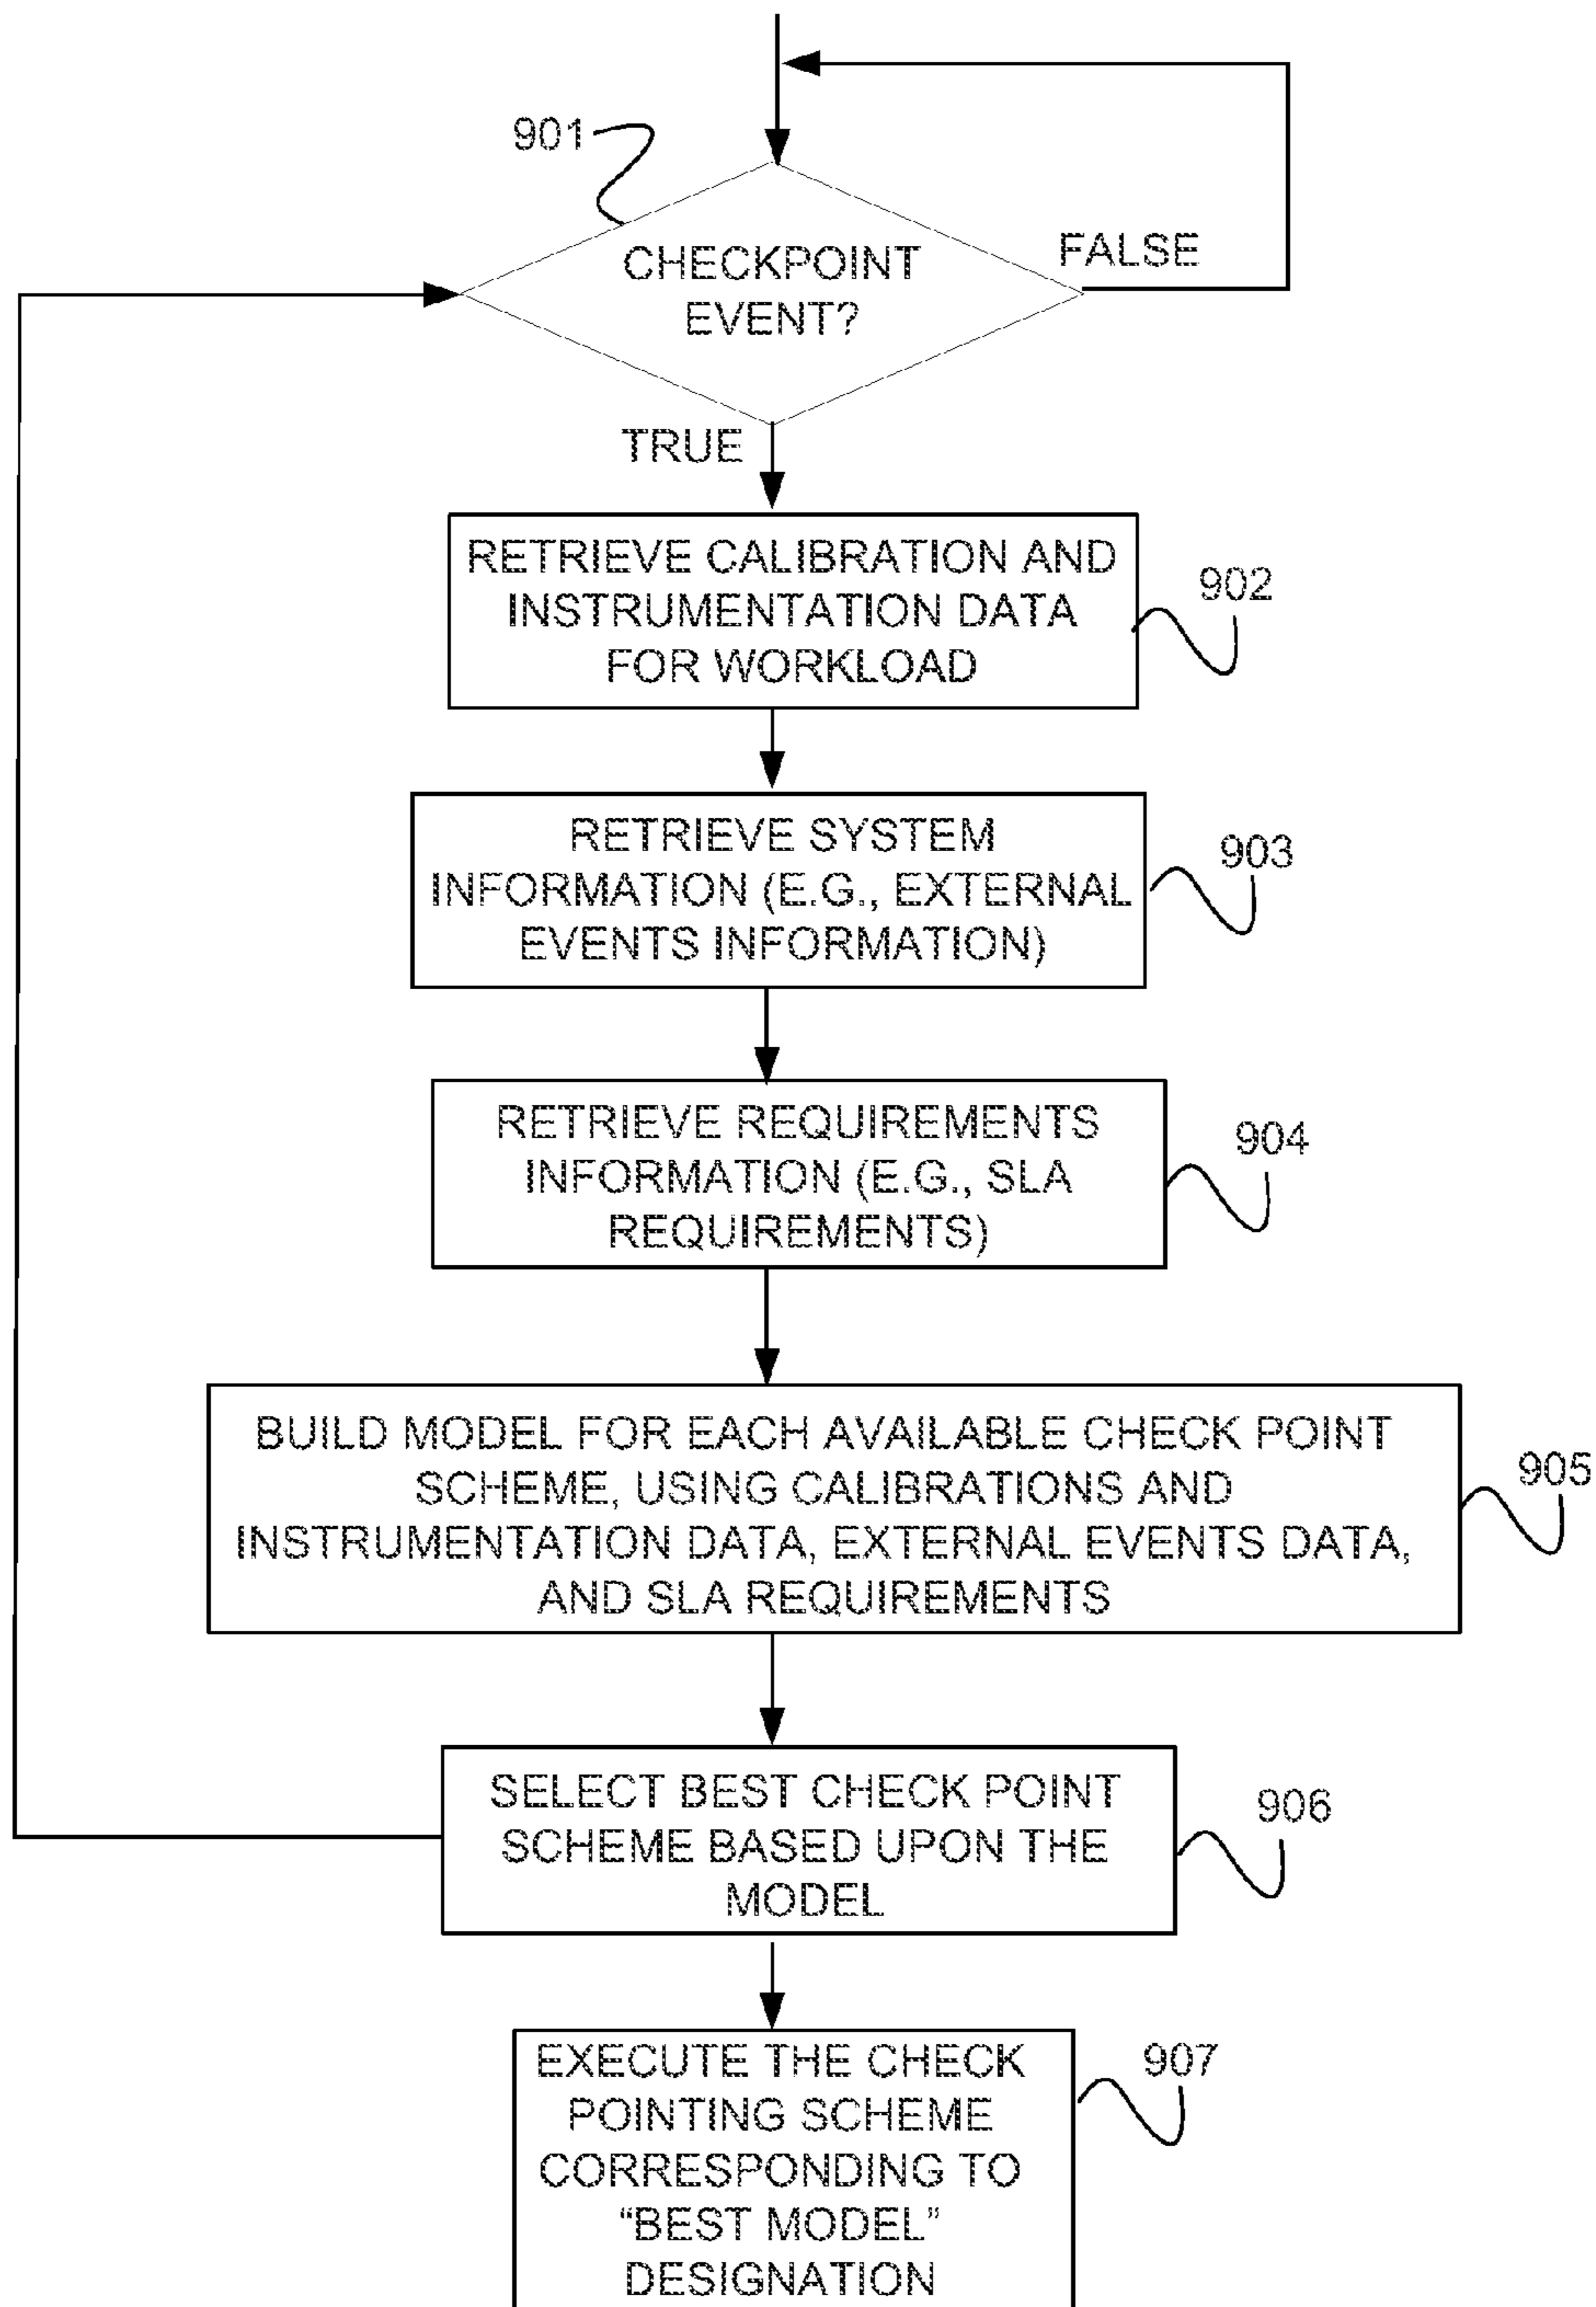 901
CHECKPOINT
EVENT?
FALSE
TRUE
RETRIEVE CALIBRATION AND
INSTRUMENTATION DATA
FOR WORKLOAD
902
RETRIEVE SYSTEM
INFORMATION (E.G., EXTERNAL
EVENTS INFORMATION)
903
RETRIEVE REQUIREMENTS
INFORMATION (E.G., SLA
REQUIREMENTS)
904
BUILD MODEL FOR EACH AVAILABLE CHECK POINT
SCHEME, USING CALIBRATIONS AND
INSTRUMENTATION DATA, EXTERNAL EVENTS DATA,
AND SLA REQUIREMENTS
905
SELECT BEST CHECK POINT
SCHEME BASED UPON THE
MODEL
906
EXECUTE THE CHECK
POINTING SCHEME
CORRESPONDING TO
“BEST MODEL”
DESIGNATION
907